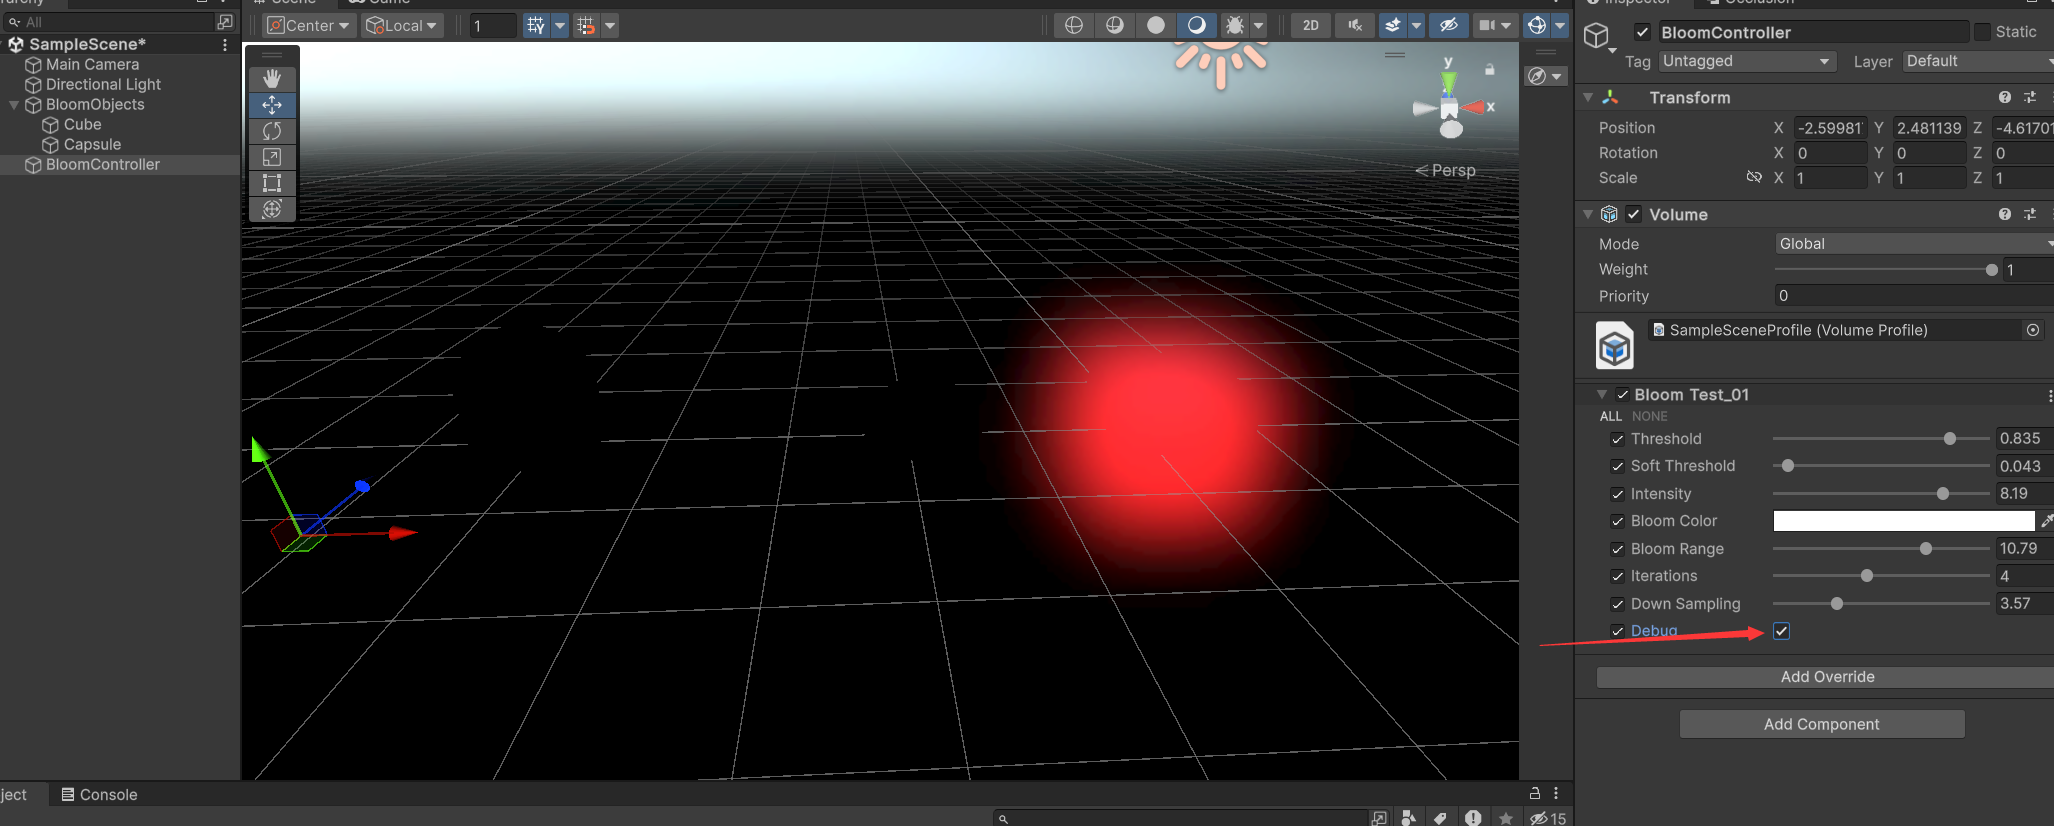 Center
Local
1
2D
All
SampleScene*
Main Camera
Directional Light
BloomObjects
Cube
Capsule
BloomController
y
x
Persp
BloomController
Static
Tag
Untagged
Layer
Default
Transform
Position
X
-2.59981
Y
2.481139
Z
-4.61701
Rotation
X
0
Y
0
Z
0
Scale
X
1
Y
1
Z
1
Volume
Mode
Global
Weight
1
Priority
0
SampleSceneProfile (Volume Profile)
Bloom Test_01
ALL NONE
Threshold
0.835
Soft Threshold
0.043
Intensity
8.19
Bloom Color
Bloom Range
10.79
Iterations
4
Down Sampling
3.57
Debug
Add Override
Add Component
ject
Console
15